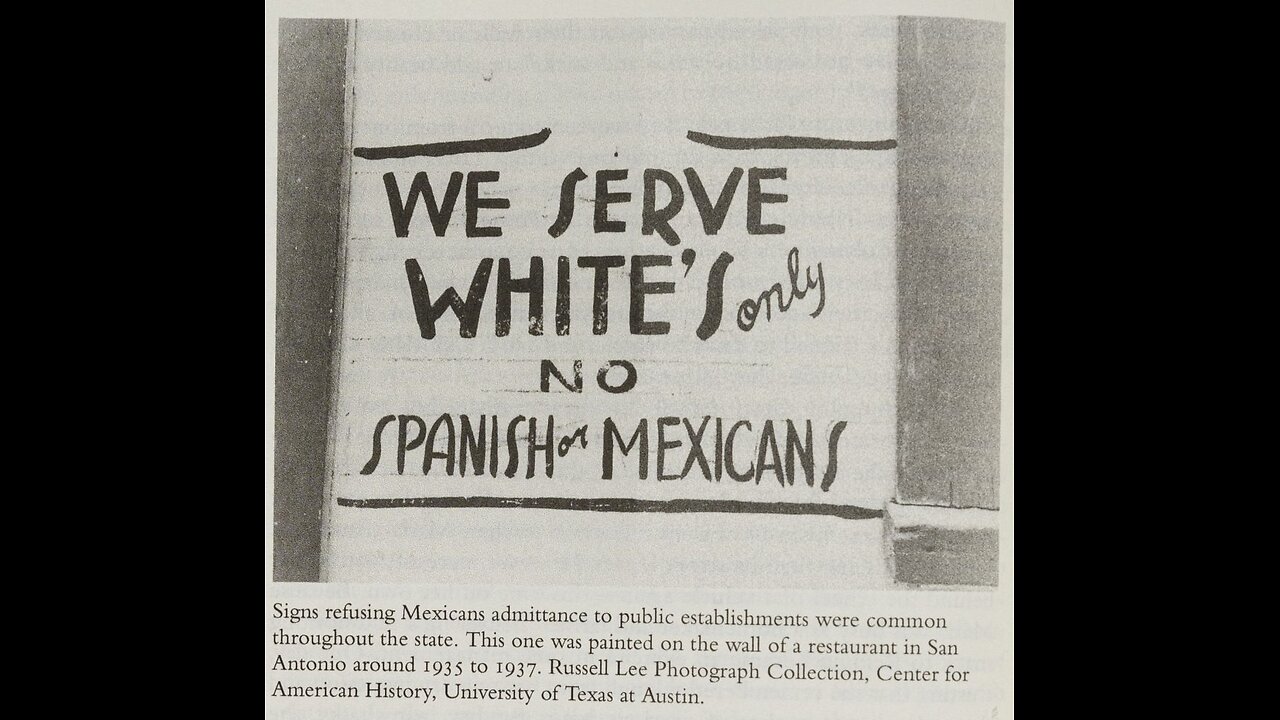 WE SERVE
WHITE'S only
NO
SPANISH or MEXICANS
Signs refusing Mexicans admittance to public establishments were common
throughout the state. This one was painted on the wall of a restaurant in San
Antonio around 1935 to 1937. Russell Lee Photograph Collection, Center for
American History, University of Texas at Austin.